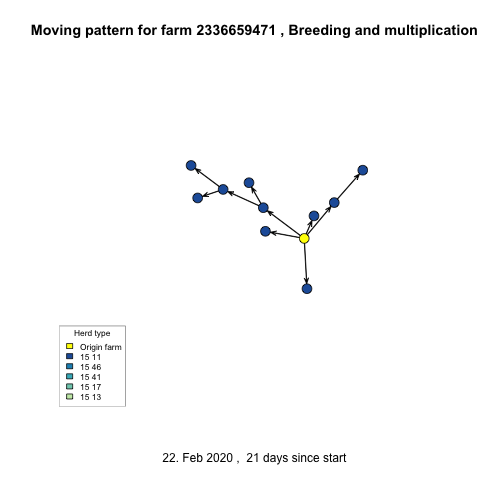 Moving pattern for farm 2336659471 , Breeding and multiplication
Herd type
Origin farm
15 11
15 46
15 41
15 17
15 13
22. Feb 2020 , 21 days since start